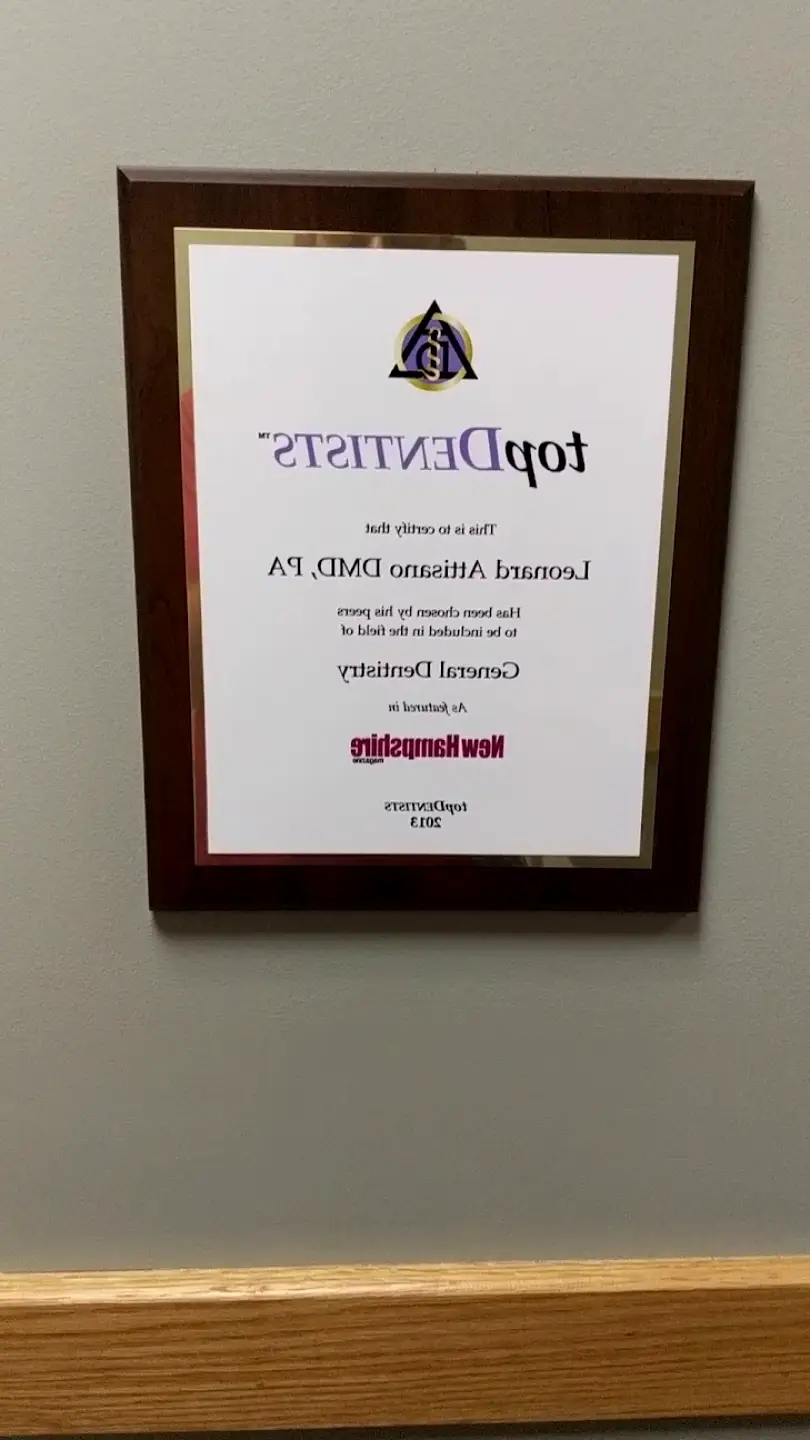 topDENTISTS™
This is to certify that
Leonard Attisano DMD, PA
Has been chosen by his peers
to be included in the field of
General Dentistry
As featured in
New Hampshire
magazine
topDENTISTS
2013